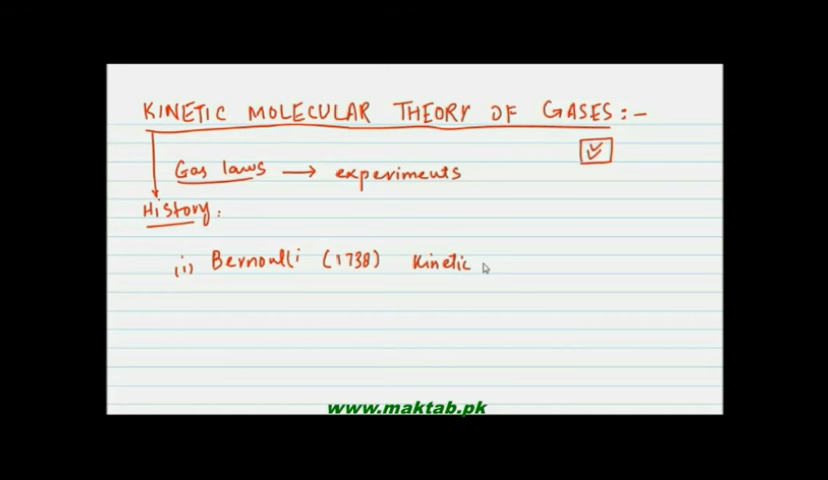 KINETIC MOLECULAR THEORY OF GASES :-
Gas laws → experiments
History :
(i) Bernoulli (1738) Kinetic
www.maktab.pk